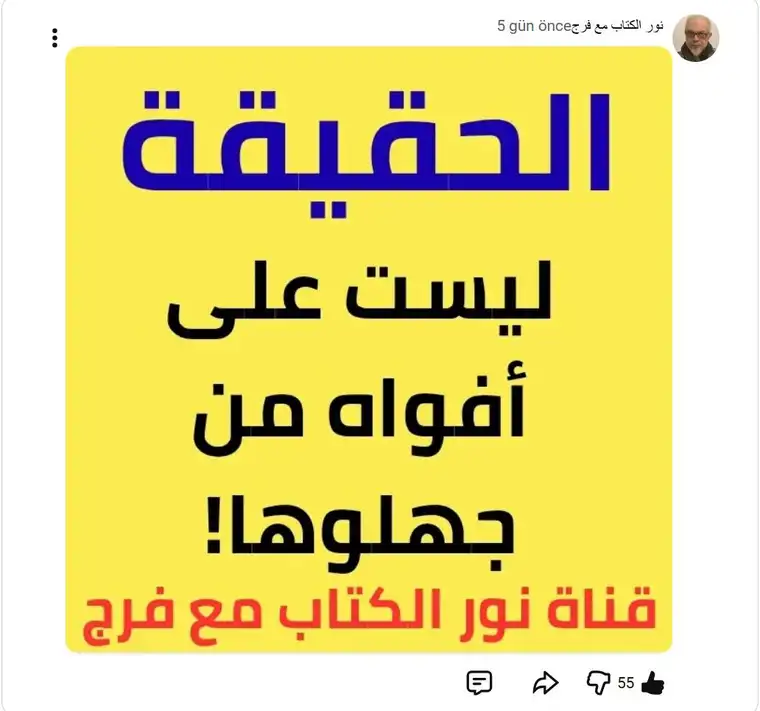 نور الكتاب مع فرج 5 gün önce
الحقيقة
ليست على
أفواه من
جهلوها!
قناة نور الكتاب مع فرج
55